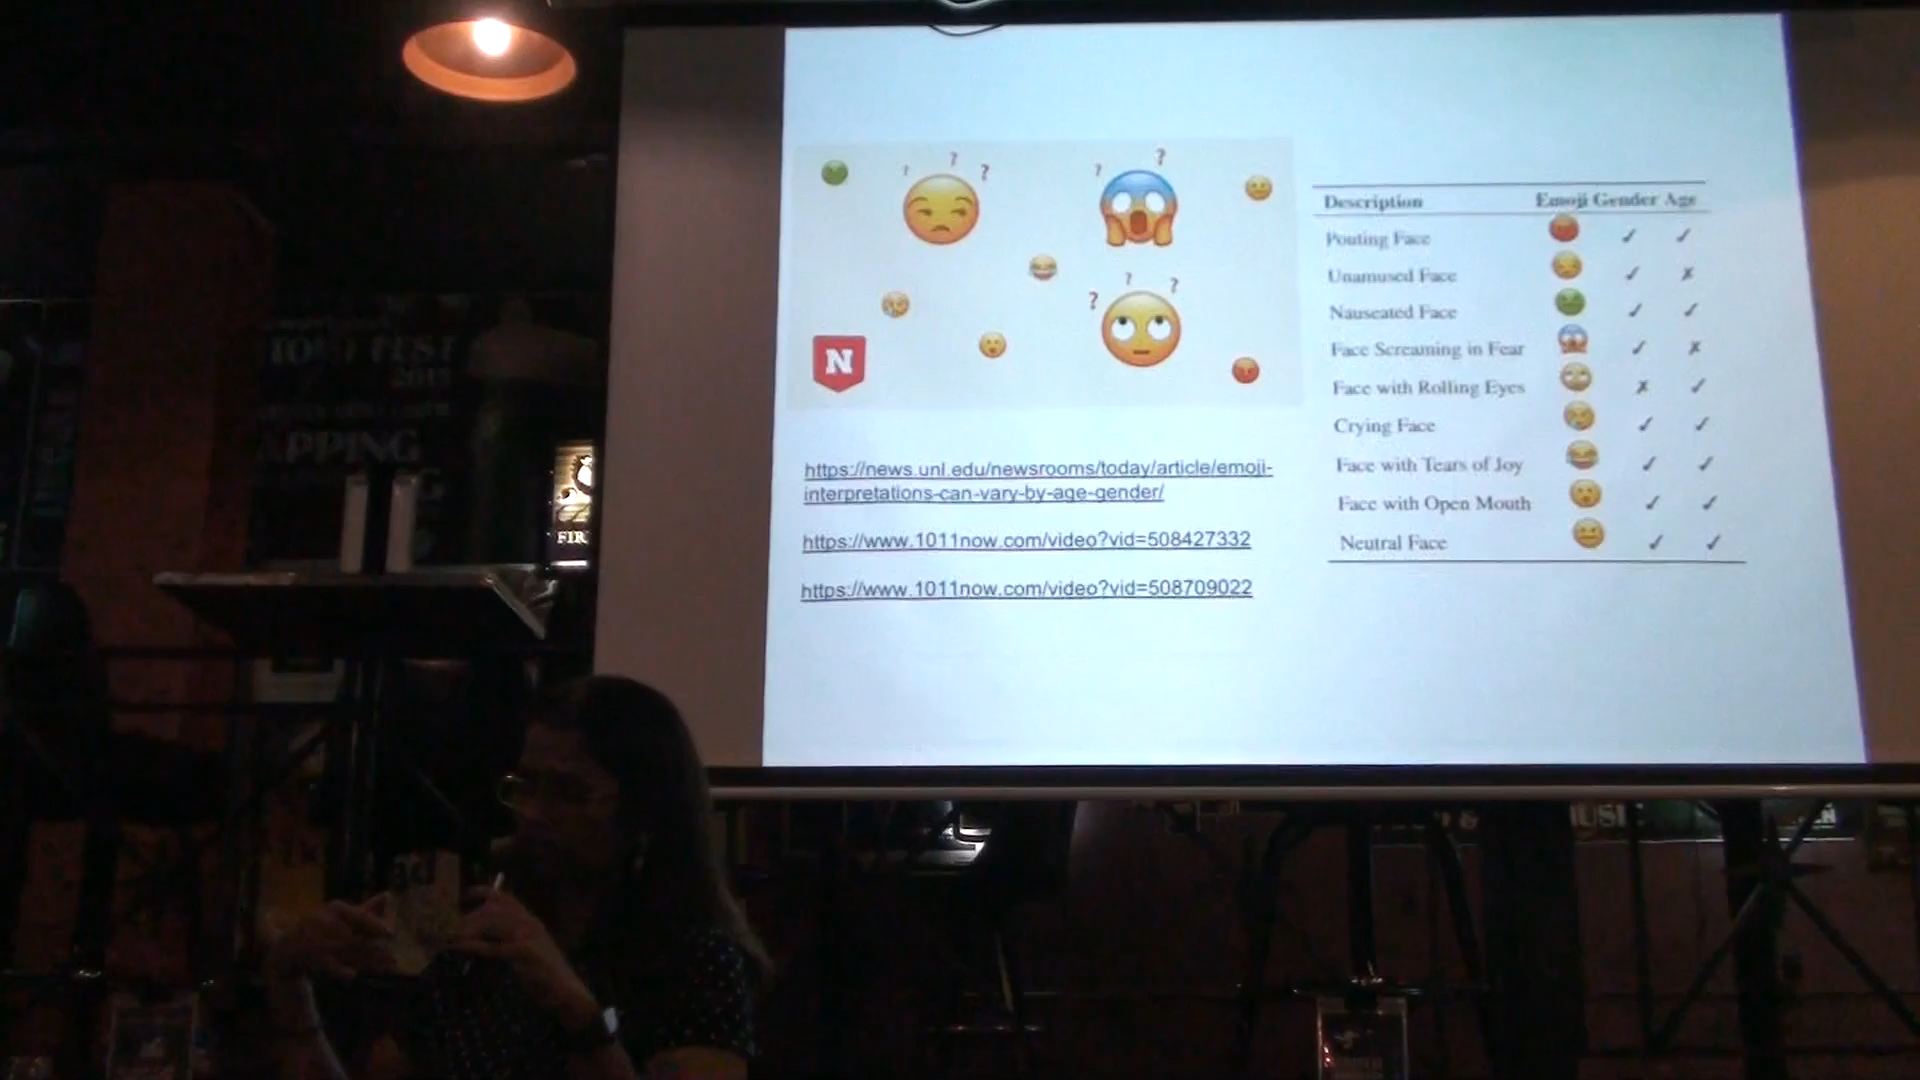 ? ? ?
? ?
? ? ?
N
https://news.unl.edu/newsrooms/today/article/emoji-
interpretations-can-vary-by-age-gender/
https://www.1011now.com/video?vid=508427332
https://www.1011now.com/video?vid=508709022
Description Emoji Gender Age
Pouting Face ✓ ✓
Unamused Face ✓ ✗
Nauseated Face ✓ ✓
Face Screaming in Fear ✓ ✗
Face with Rolling Eyes ✗ ✓
Crying Face ✓ ✓
Face with Tears of Joy ✓ ✓
Face with Open Mouth ✓ ✓
Neutral Face ✓ ✓
FEST
APPING
FIR